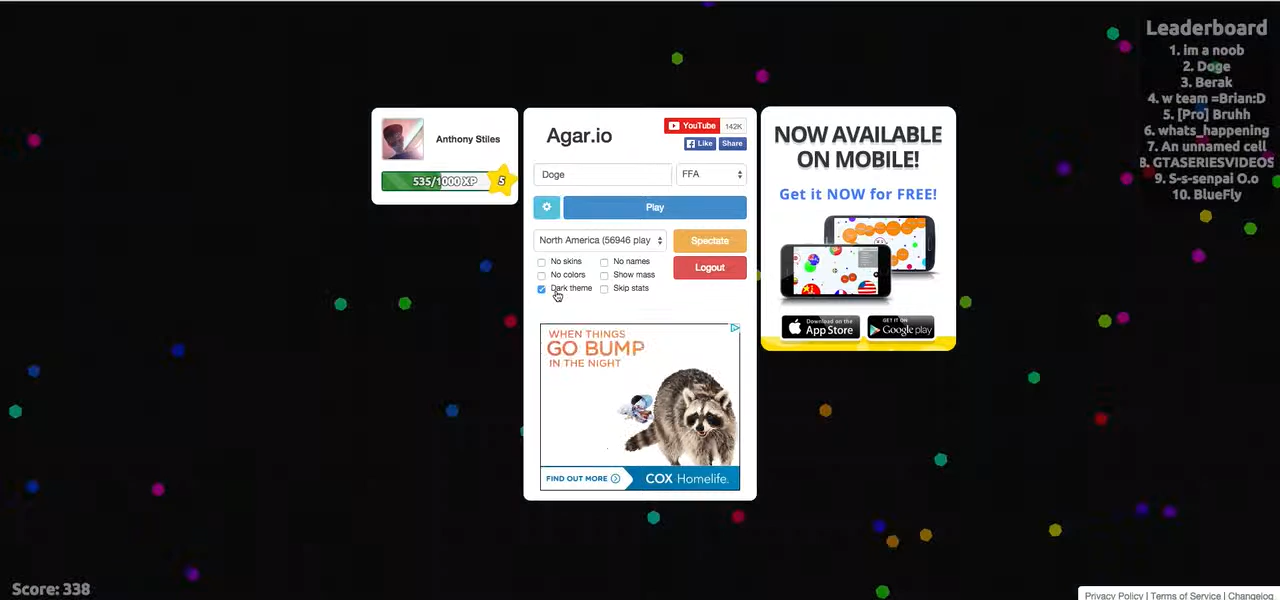 Leaderboard
1. im a noob
2. Doge
3. Berak
4. w team =Brian:D
5. [Pro] Bruhh
6. whats_happening
7. An unnamed cell
8. GTASERIESVIDEOS
9. S-s-senpai O.o
10. BlueFly
Anthony Stiles
535/1000 XP
5
Agar.io
YouTube 142K
Like Share
Doge
FFA
Play
North America (56946 play
Spectate
No skins
No names
No colors
Show mass
Logout
Dark theme
Skip stats
WHEN THINGS
GO BUMP
IN THE NIGHT
FIND OUT MORE
COX Homelife.
NOW AVAILABLE
ON MOBILE!
Get it NOW for FREE!
Download on the
App Store
GET IT ON
Google play
Score: 338
Privacy Policy | Terms of Service | Changelog